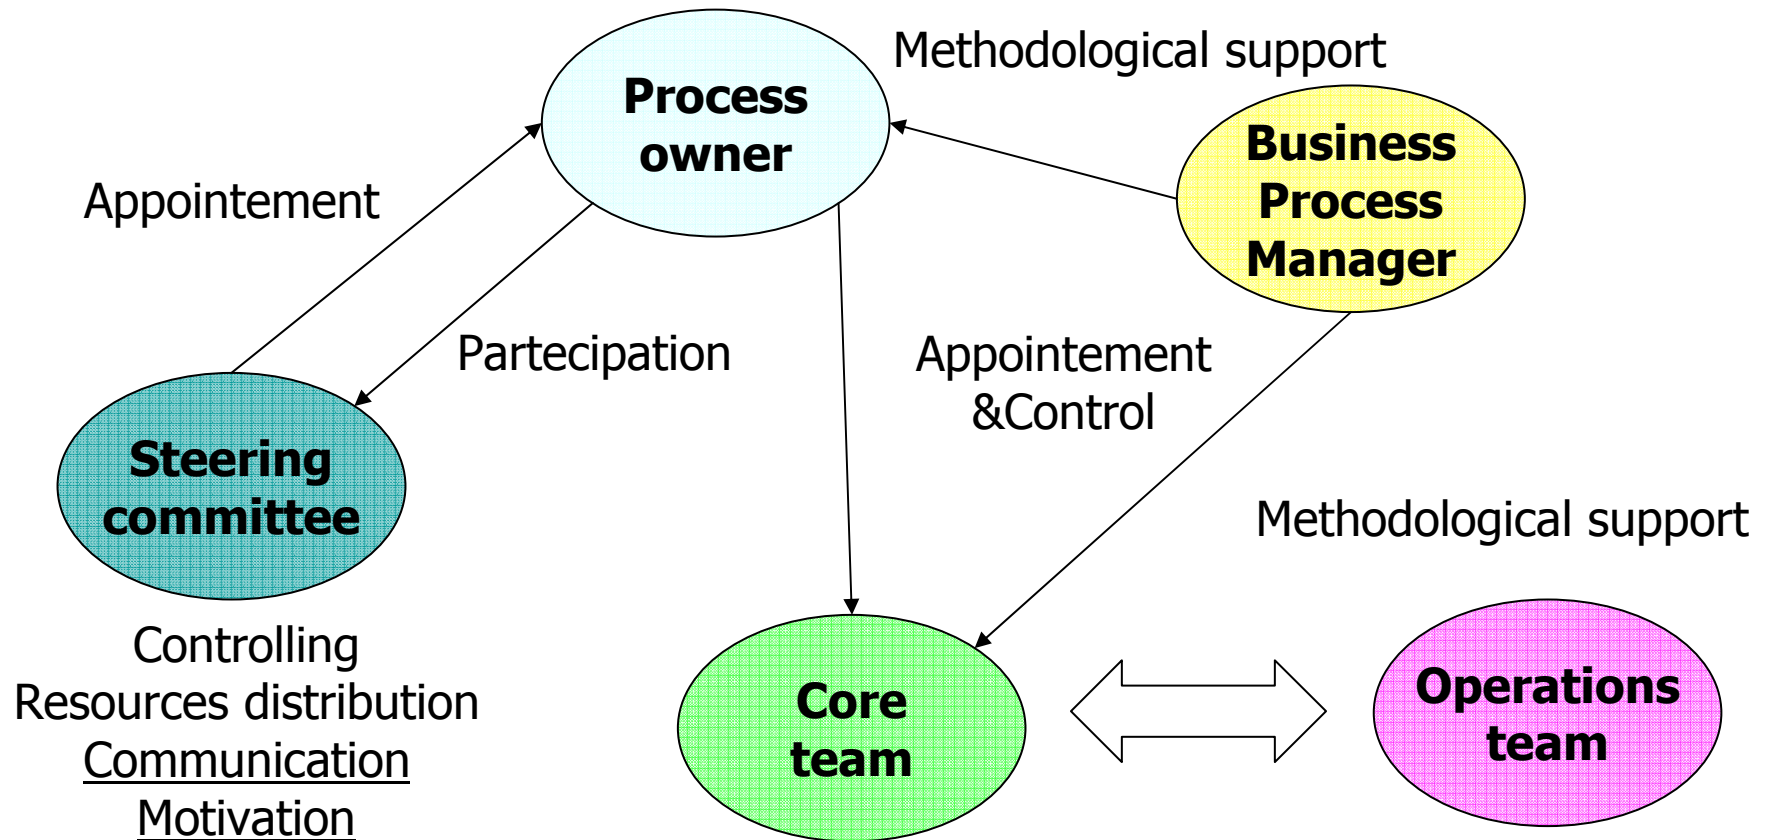 Methodological support
Process
owner
Business
Process
Manager
Appointement
Partecipation
Appointement
&Control
Steering
committee
Methodological support
Controlling
Resources distribution
Communication
Motivation
Core
team
Operations
team